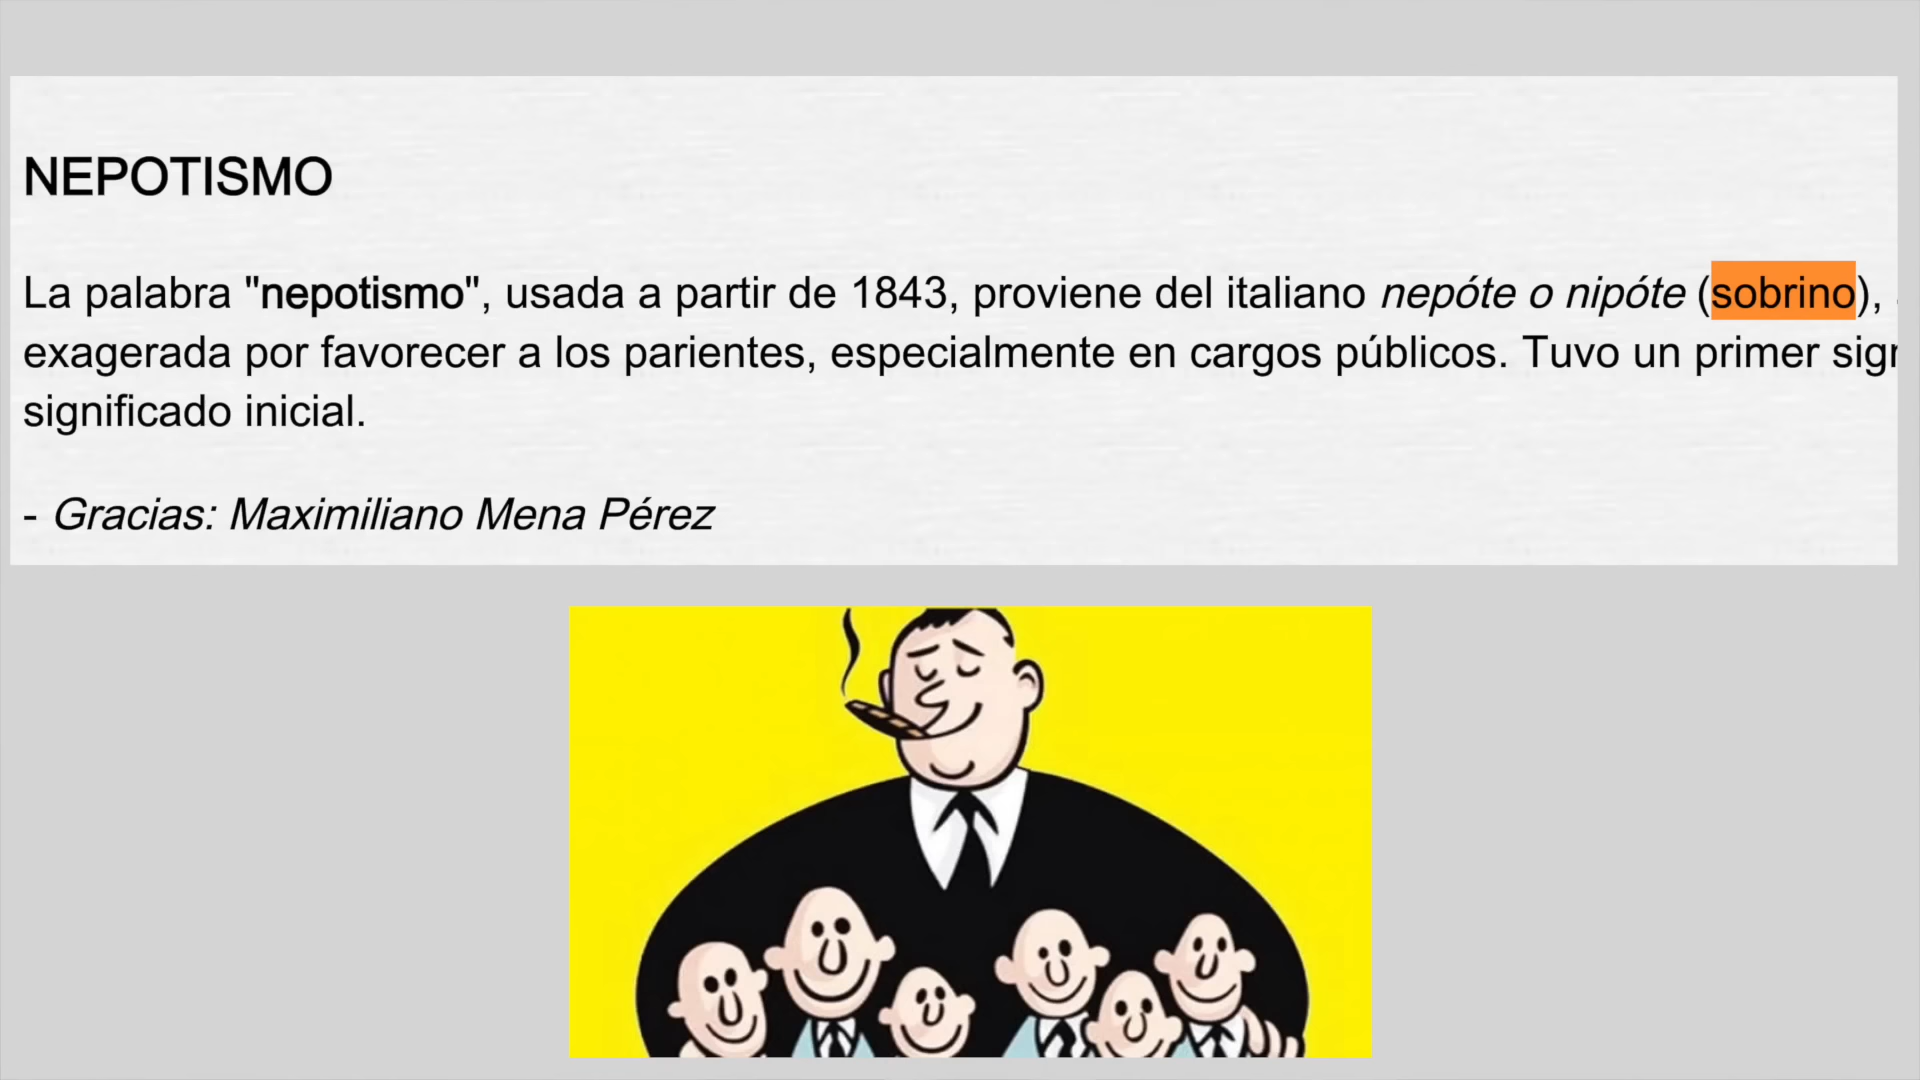 NEPOTISMO
La palabra "nepotismo", usada a partir de 1843, proviene del italiano nepóte o nipóte (sobrino),
exagerada por favorecer a los parientes, especialmente en cargos públicos. Tuvo un primer
significado inicial.
- Gracias: Maximiliano Mena Pérez